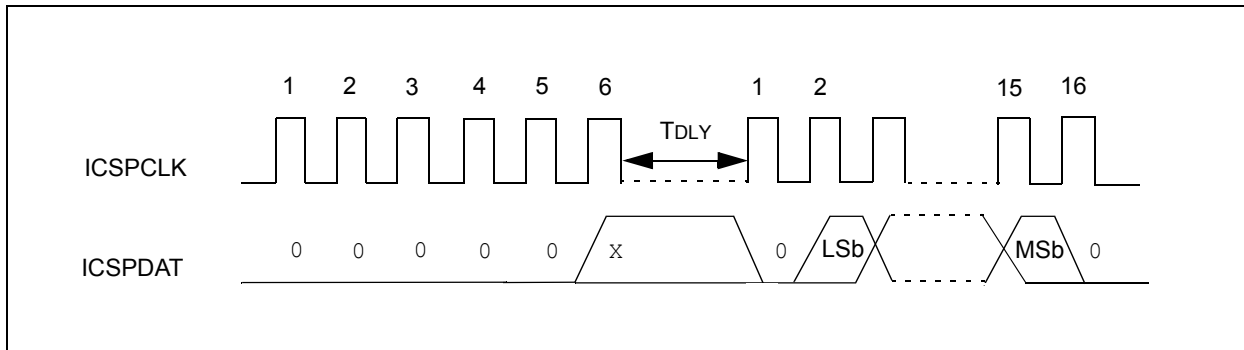 1 2 3 4 5 6 1 2 15 16
TDLY
ICSPCLK
0 0 0 0 0 X 0 LSb MSb 0
ICSPDAT